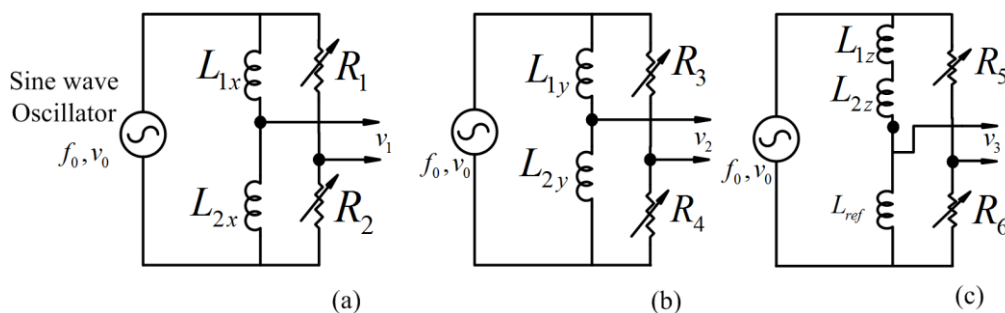 Sine wave
Oscillator
f₀, v₀
L₁ₓ
L₂ₓ
R₁
R₂
v₁
(a)
f₀, v₀
L₁y
L₂y
R₃
R₄
v₂
(b)
f₀, v₀
L₁z
L₂z
Lref
R₅
R₆
v₃
(c)